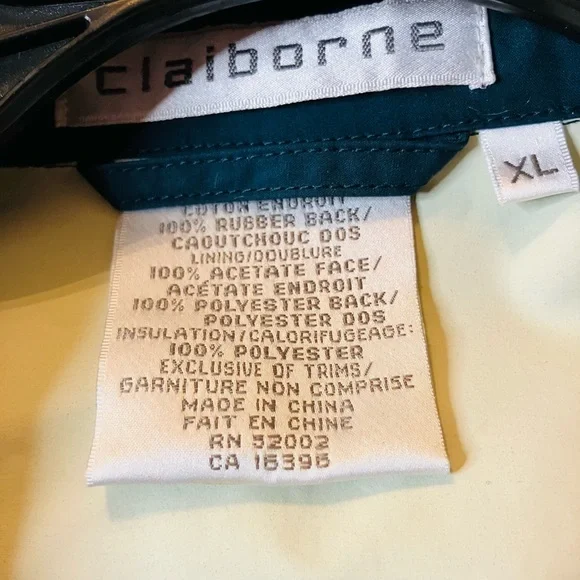 claiborne
XL
COTON ENDROIT
100% RUBBER BACK/
CAOUTCHOUC DOS
LINING/DOUBLURE
100% ACETATE FACE/
ACÉTATE ENDROIT
100% POLYESTER BACK/
POLYESTER DOS
INSULATION/CALORIFUGEAGE:
100% POLYESTER
EXCLUSIVE OF TRIMS/
GARNITURE NON COMPRISE
MADE IN CHINA
FAIT EN CHINE
RN 52002
CA 16396